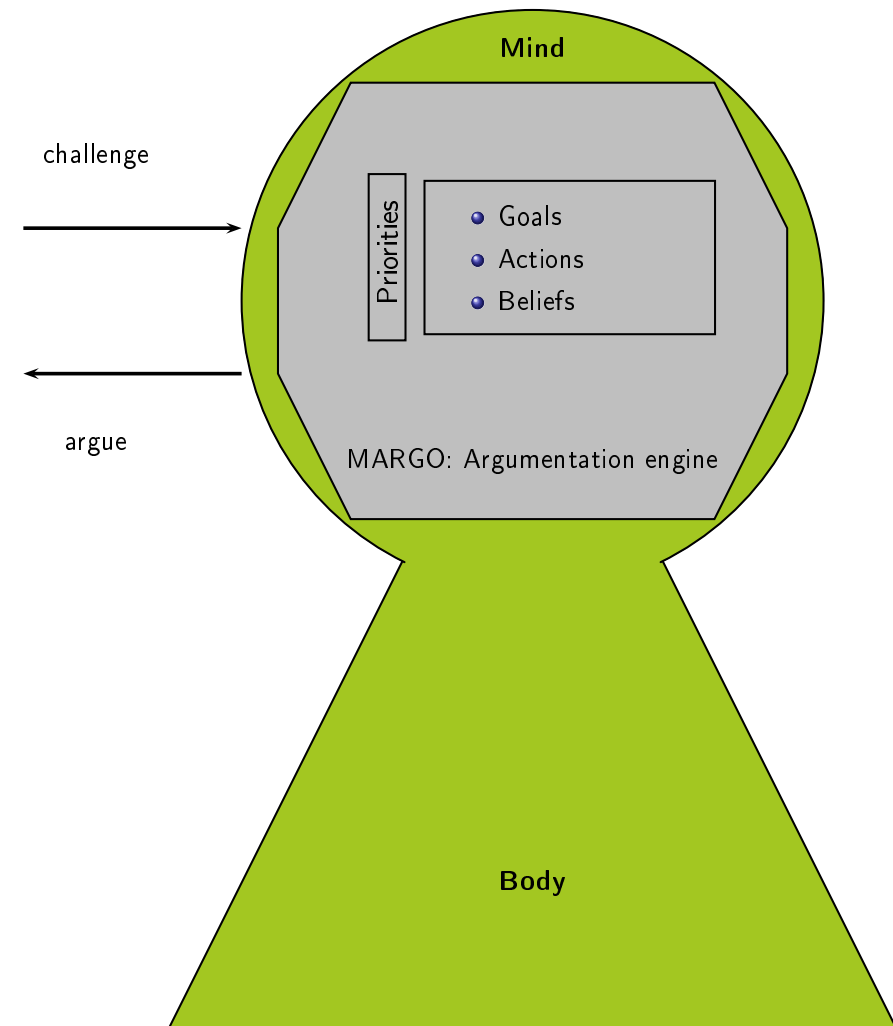 Mind
challenge
Priorities
Goals
Actions
Beliefs
argue
MARGO: Argumentation engine
Body